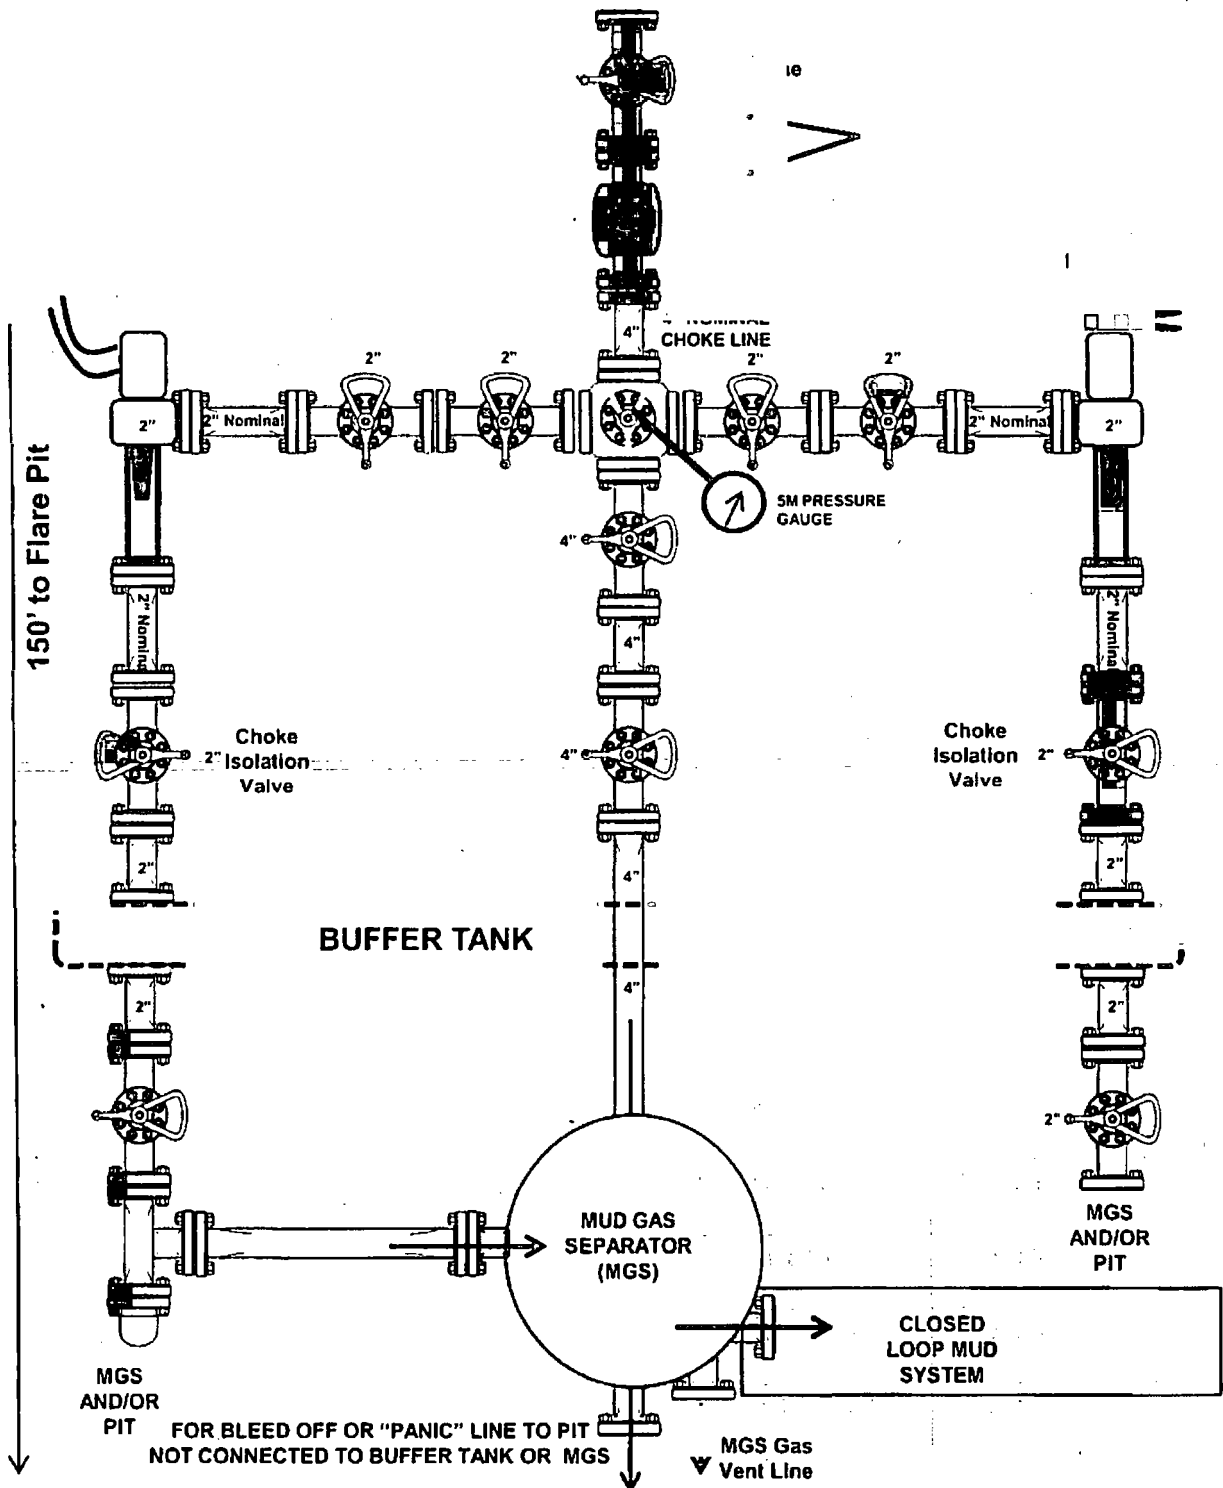 4"
CHOKE LINE
2"
2"
2"
2"
2"
2" Nominal
2" Nominal
2"
5M PRESSURE
GAUGE
4"
150' to Flare Pit
2" Nominal
4"
2" Nominal
Choke
2" Isolation
Valve
4"
Choke
Isolation
Valve
2"
2"
4"
2"
BUFFER TANK
2"
4"
2"
2"
MUD GAS
SEPARATOR
(MGS)
MGS
AND/OR
PIT
CLOSED
LOOP MUD
SYSTEM
MGS
AND/OR
PIT
FOR BLEED OFF OR "PANIC" LINE TO PIT
NOT CONNECTED TO BUFFER TANK OR MGS
MGS Gas
Vent Line